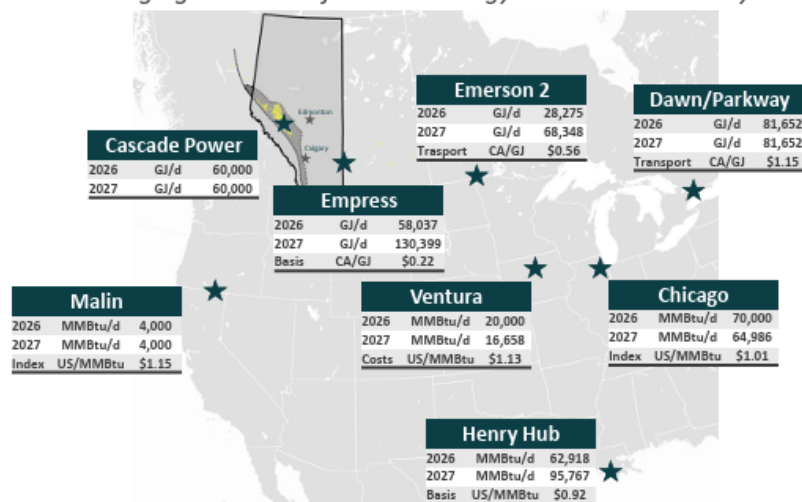 Emerson 2
2026 GJ/d 28,275
2027 GJ/d 68,348
Trasport CA/GJ $0.56
Dawn/Parkway
2026 GJ/d 81,652
2027 GJ/d 81,652
Transport CA/GJ $1.15
Edmonton
Calgary
Cascade Power
2026 GJ/d 60,000
2027 GJ/d 60,000
Empress
2026 GJ/d 58,037
2027 GJ/d 130,399
Basis CA/GJ $0.22
Malin
2026 MMBtu/d 4,000
2027 MMBtu/d 4,000
Index US/MMBtu $1.15
Ventura
2026 MMBtu/d 20,000
2027 MMBtu/d 16,658
Costs US/MMBtu $1.13
Chicago
2026 MMBtu/d 70,000
2027 MMBtu/d 64,986
Index US/MMBtu $1.01
Henry Hub
2026 MMBtu/d 62,918
2027 MMBtu/d 95,767
Basis US/MMBtu $0.92